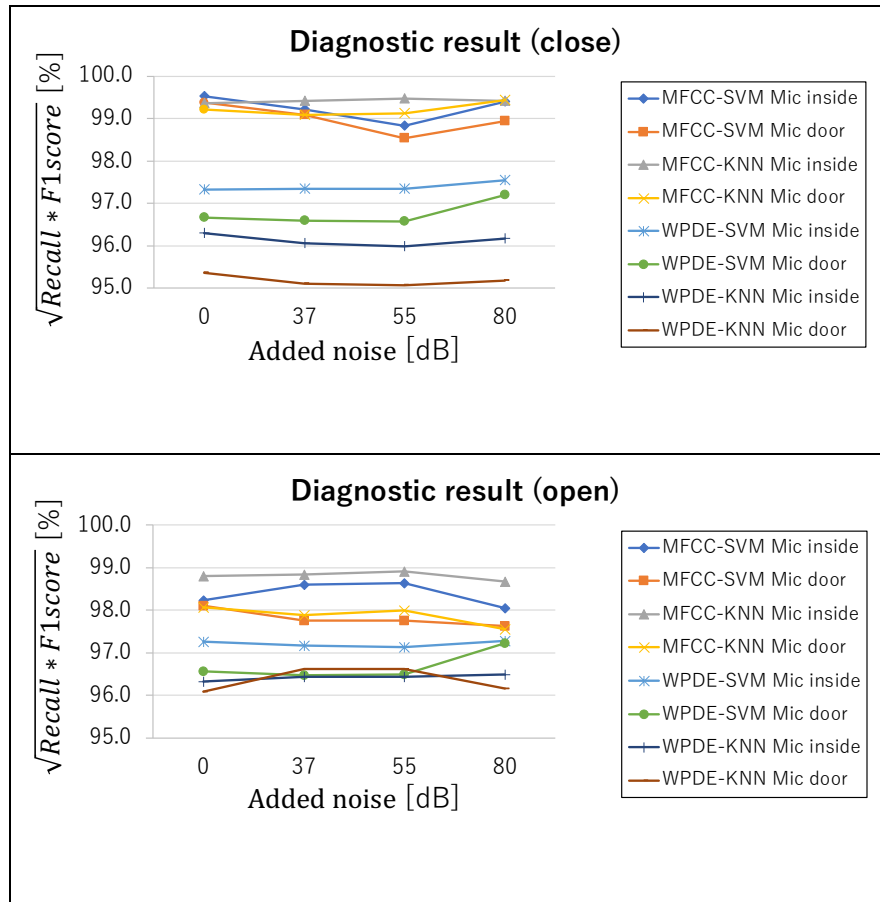 Diagnostic result (close)
√Recall * F1score [%]
100.0
99.0
98.0
97.0
96.0
95.0
0 37 55 80
Added noise [dB]
MFCC-SVM Mic inside
MFCC-SVM Mic door
MFCC-KNN Mic inside
MFCC-KNN Mic door
WPDE-SVM Mic inside
WPDE-SVM Mic door
WPDE-KNN Mic inside
WPDE-KNN Mic door
Diagnostic result (open)
√Recall * F1score [%]
100.0
99.0
98.0
97.0
96.0
95.0
0 37 55 80
Added noise [dB]
MFCC-SVM Mic inside
MFCC-SVM Mic door
MFCC-KNN Mic inside
MFCC-KNN Mic door
WPDE-SVM Mic inside
WPDE-SVM Mic door
WPDE-KNN Mic inside
WPDE-KNN Mic door